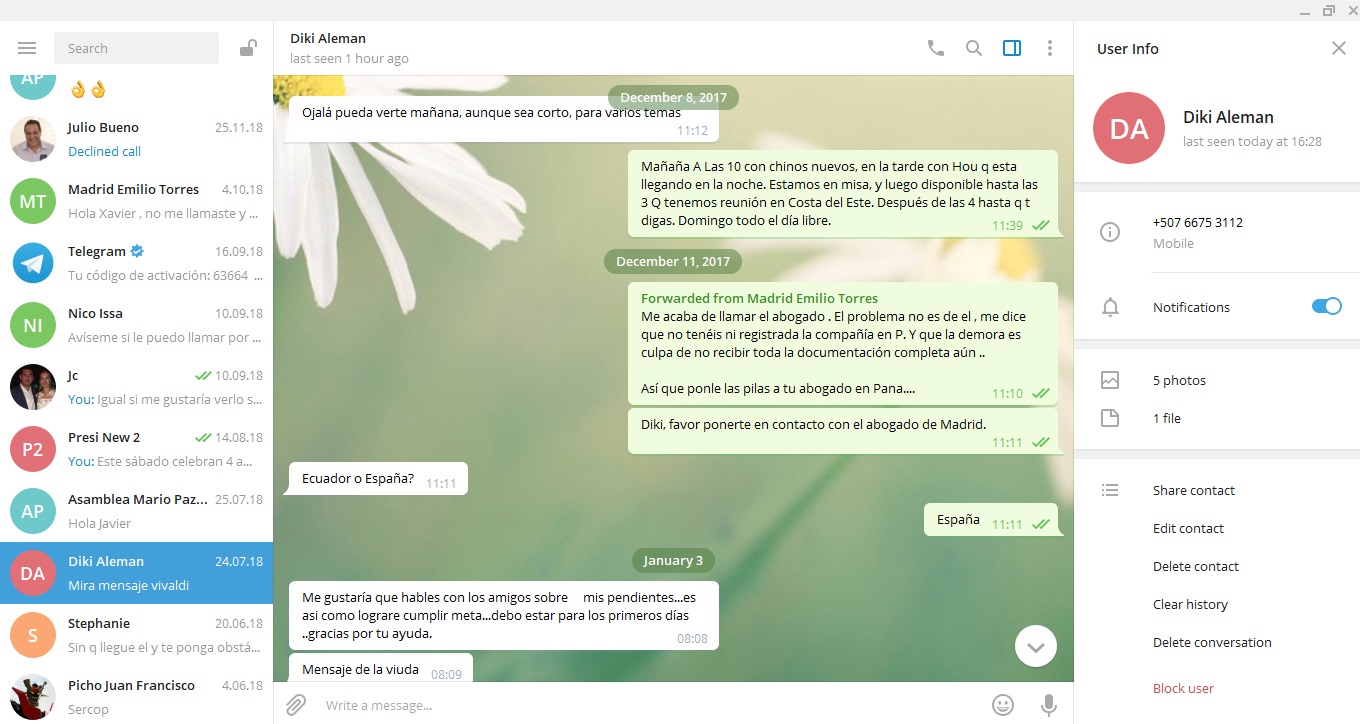 Search
AP
👌👌
Julio Bueno 25.11.18
Declined call
MT
Madrid Emilio Torres 4.10.18
Hola Xavier , no me llamaste y ...
Telegram 16.09.18
Tu código de activación: 63664 ...
NI
Nico Issa 10.09.18
Avíseme si le puedo llamar por ...
Jc 10.09.18
You: Igual si me gustaría verlo s...
P2
Presi New 2 14.08.18
You: Este sábado celebran 4 a...
AP
Asamblea Mario Paz... 25.07.18
Hola Javier
DA
Diki Aleman 24.07.18
Mira mensaje vivaldi
S
Stephanie 20.06.18
Sin q llegue el y te ponga obstá...
Picho Juan Francisco 4.06.18
Sercop
Diki Aleman
last seen 1 hour ago
December 8, 2017
Ojalá pueda verte mañana, aunque sea corto, para varios temas
11:12
Mañaña A Las 10 con chinos nuevos, en la tarde con Hou q esta
llegando en la noche. Estamos en misa, y luego disponible hasta las
3 Q tenemos reunión en Costa del Este. Después de las 4 hasta q t
digas. Domingo todo el día libre. 11:39
December 11, 2017
Forwarded from Madrid Emilio Torres
Me acaba de llamar el abogado . El problema no es de el , me dice
que no tenéis ni registrada la compañía en P. Y que la demora es
culpa de no recibir toda la documentación completa aún ..
Así que ponle las pilas a tu abogado en Pana.... 11:10
Diki, favor ponerte en contacto con el abogado de Madrid.
11:11
Ecuador o España? 11:11
España 11:11
January 3
Me gustaría que hables con los amigos sobre mis pendientes...es
asi como lograre cumplir meta...debo estar para los primeros días
..gracias por tu ayuda. 08:08
Mensaje de la viuda 08:09
Write a message...
User Info
DA
Diki Aleman
last seen today at 16:28
+507 6675 3112
Mobile
Notifications
5 photos
1 file
Share contact
Edit contact
Delete contact
Clear history
Delete conversation
Block user